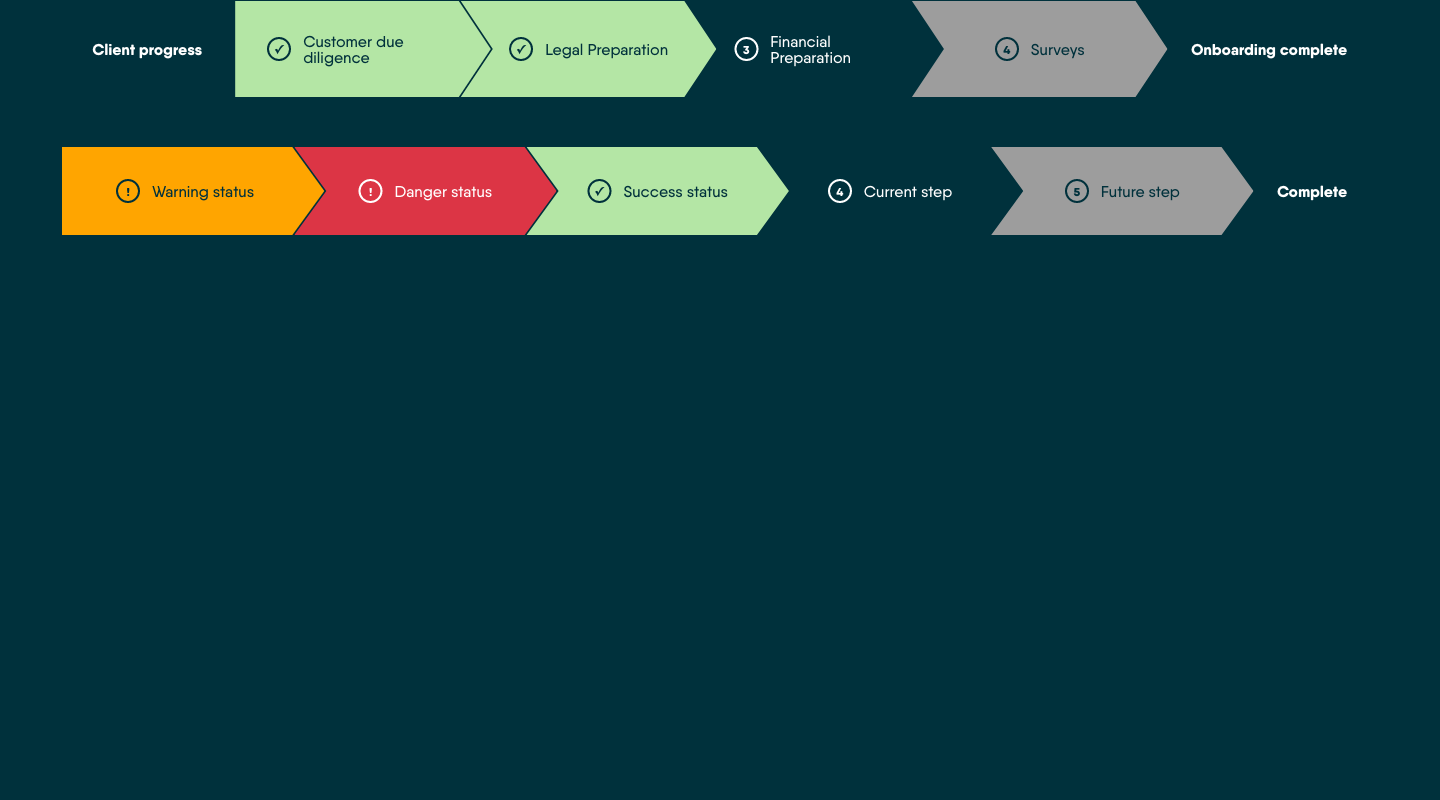 Client progress
✓ Customer due
diligence
✓ Legal Preparation
3 Financial
Preparation
4 Surveys
Onboarding complete
! Warning status
! Danger status
✓ Success status
4 Current step
5 Future step
Complete